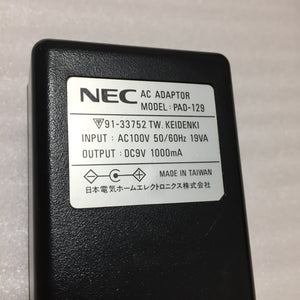 NEC AC ADAPTOR
MODEL: PAD-129
91-33752 TW. KEIDENKI
INPUT : AC100V 50/60Hz 19VA
OUTPUT : DC9V 1000mA
MADE IN TAIWAN
日本電気ホームエレクトロニクス株式会社